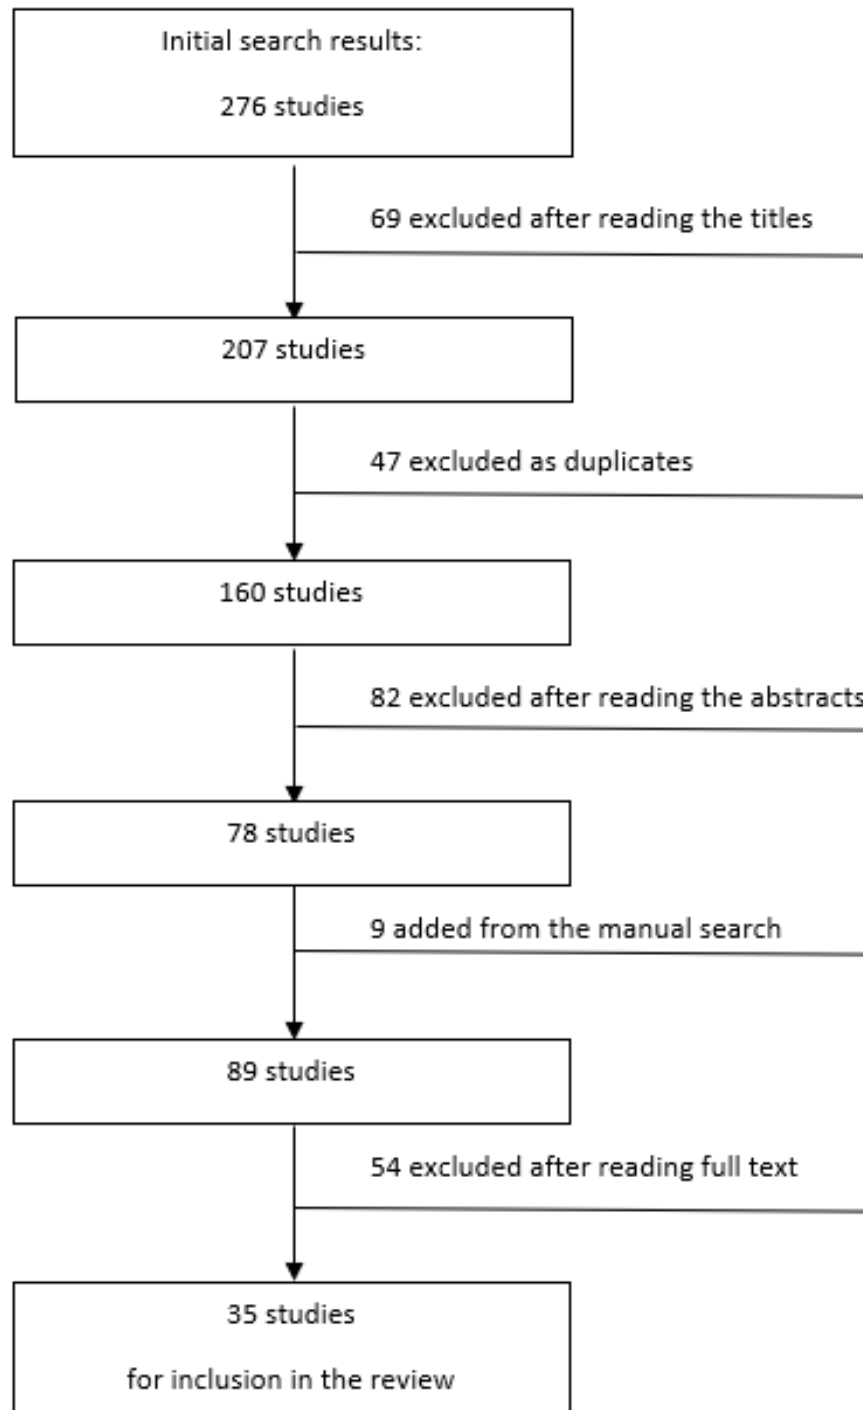 Initial search results:
276 studies
69 excluded after reading the titles
207 studies
47 excluded as duplicates
160 studies
82 excluded after reading the abstracts
78 studies
9 added from the manual search
89 studies
54 excluded after reading full text
35 studies
for inclusion in the review